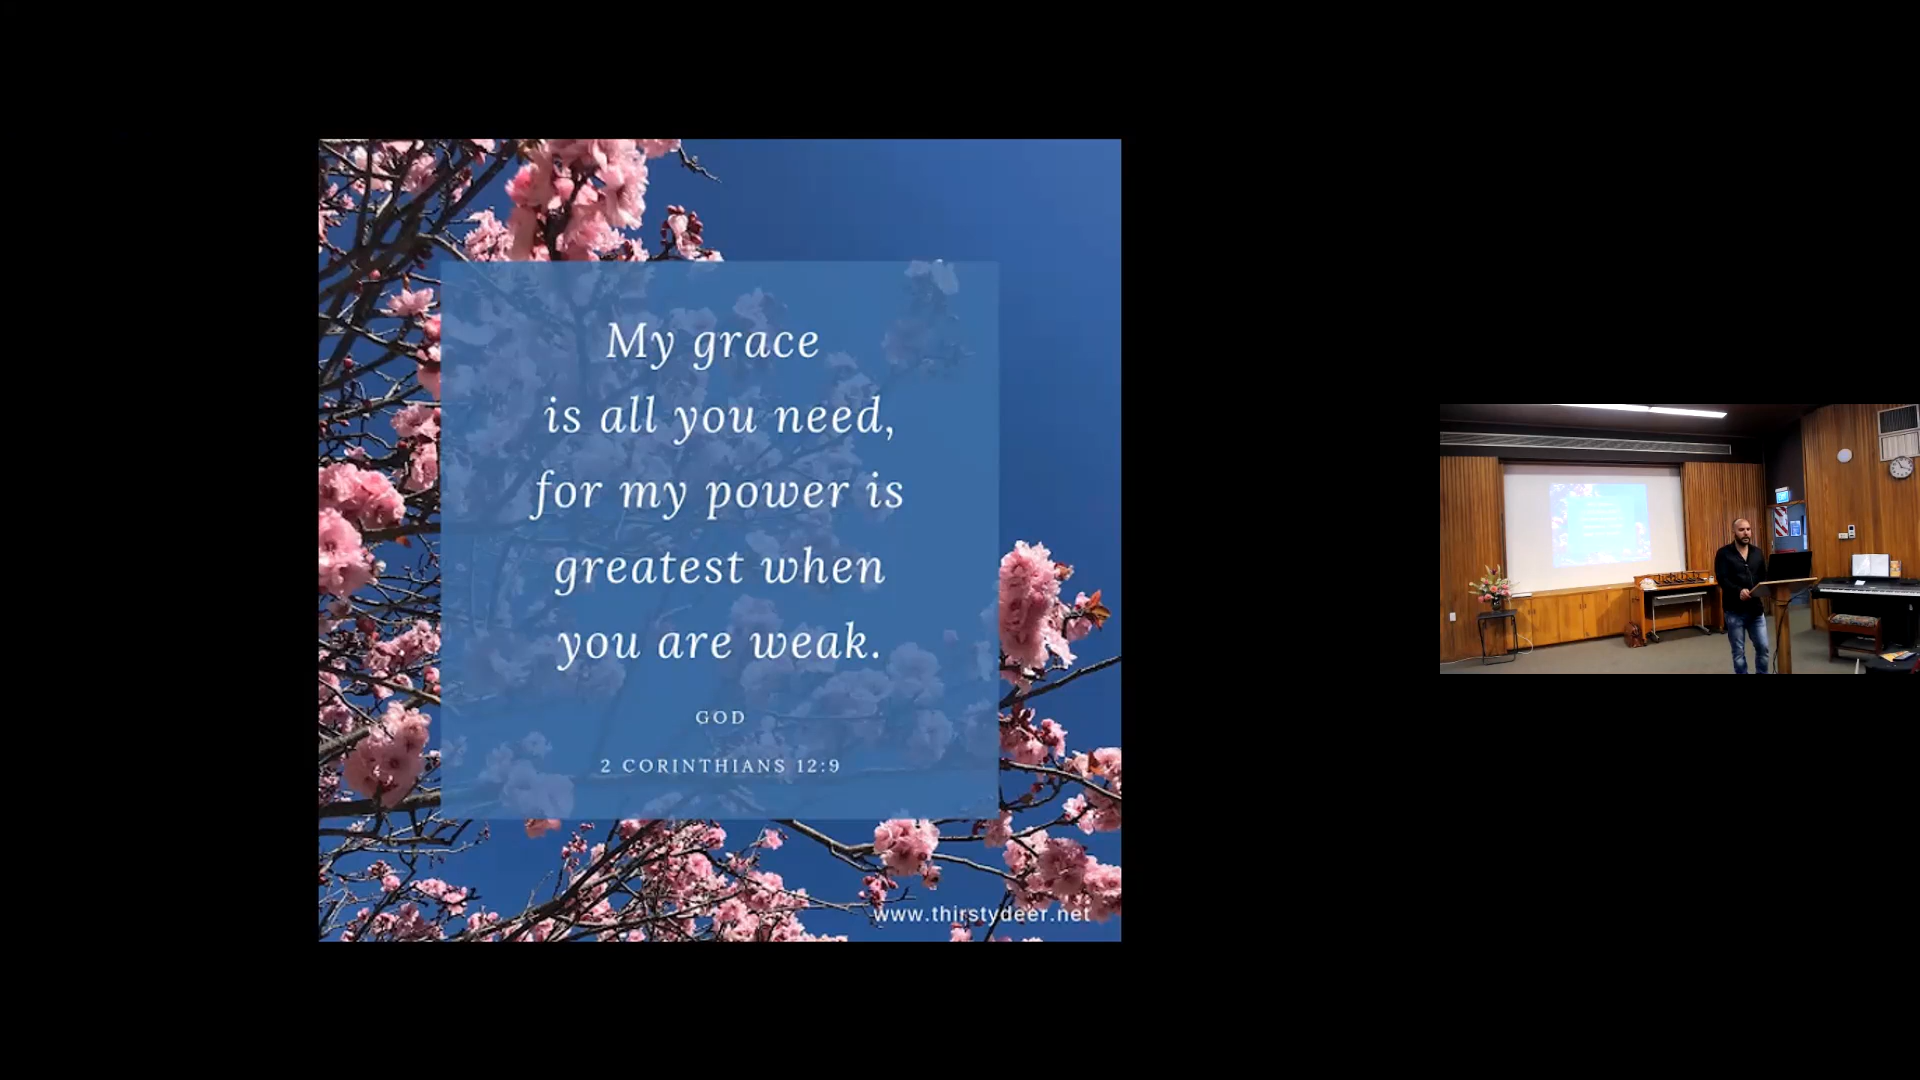 My grace
is all you need,
for my power is
greatest when
you are weak.
GOD
2 CORINTHIANS 12:9
www.thirstydeer.net